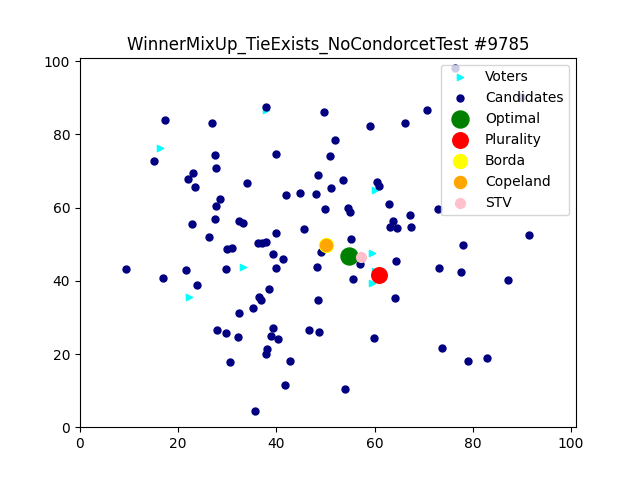 WinnerMixUp_TieExists_NoCondorcetTest #9785
Voters
Candidates
Optimal
Plurality
Borda
Copeland
STV
100
80
60
40
20
0
0 20 40 60 80 100